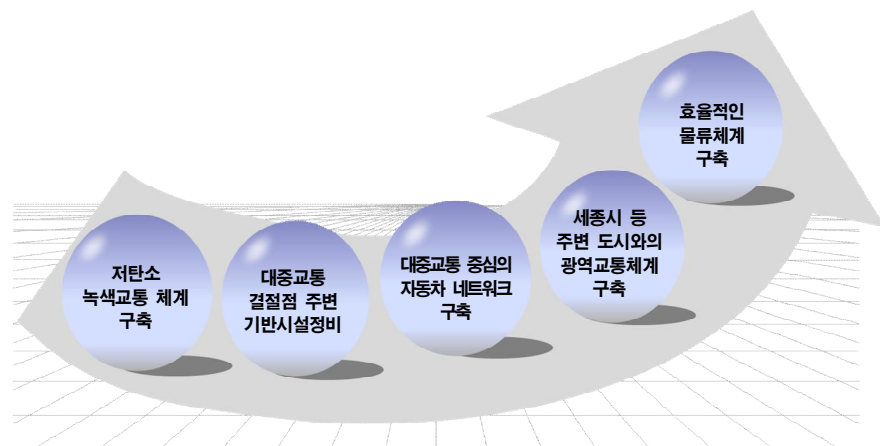 저탄소
녹색교통 체계
구축
대중교통
결절점 주변
기반시설정비
대중교통 중심의
자동차 네트워크
구축
세종시 등
주변 도시와의
광역교통체계
구축
효율적인
물류체계
구축